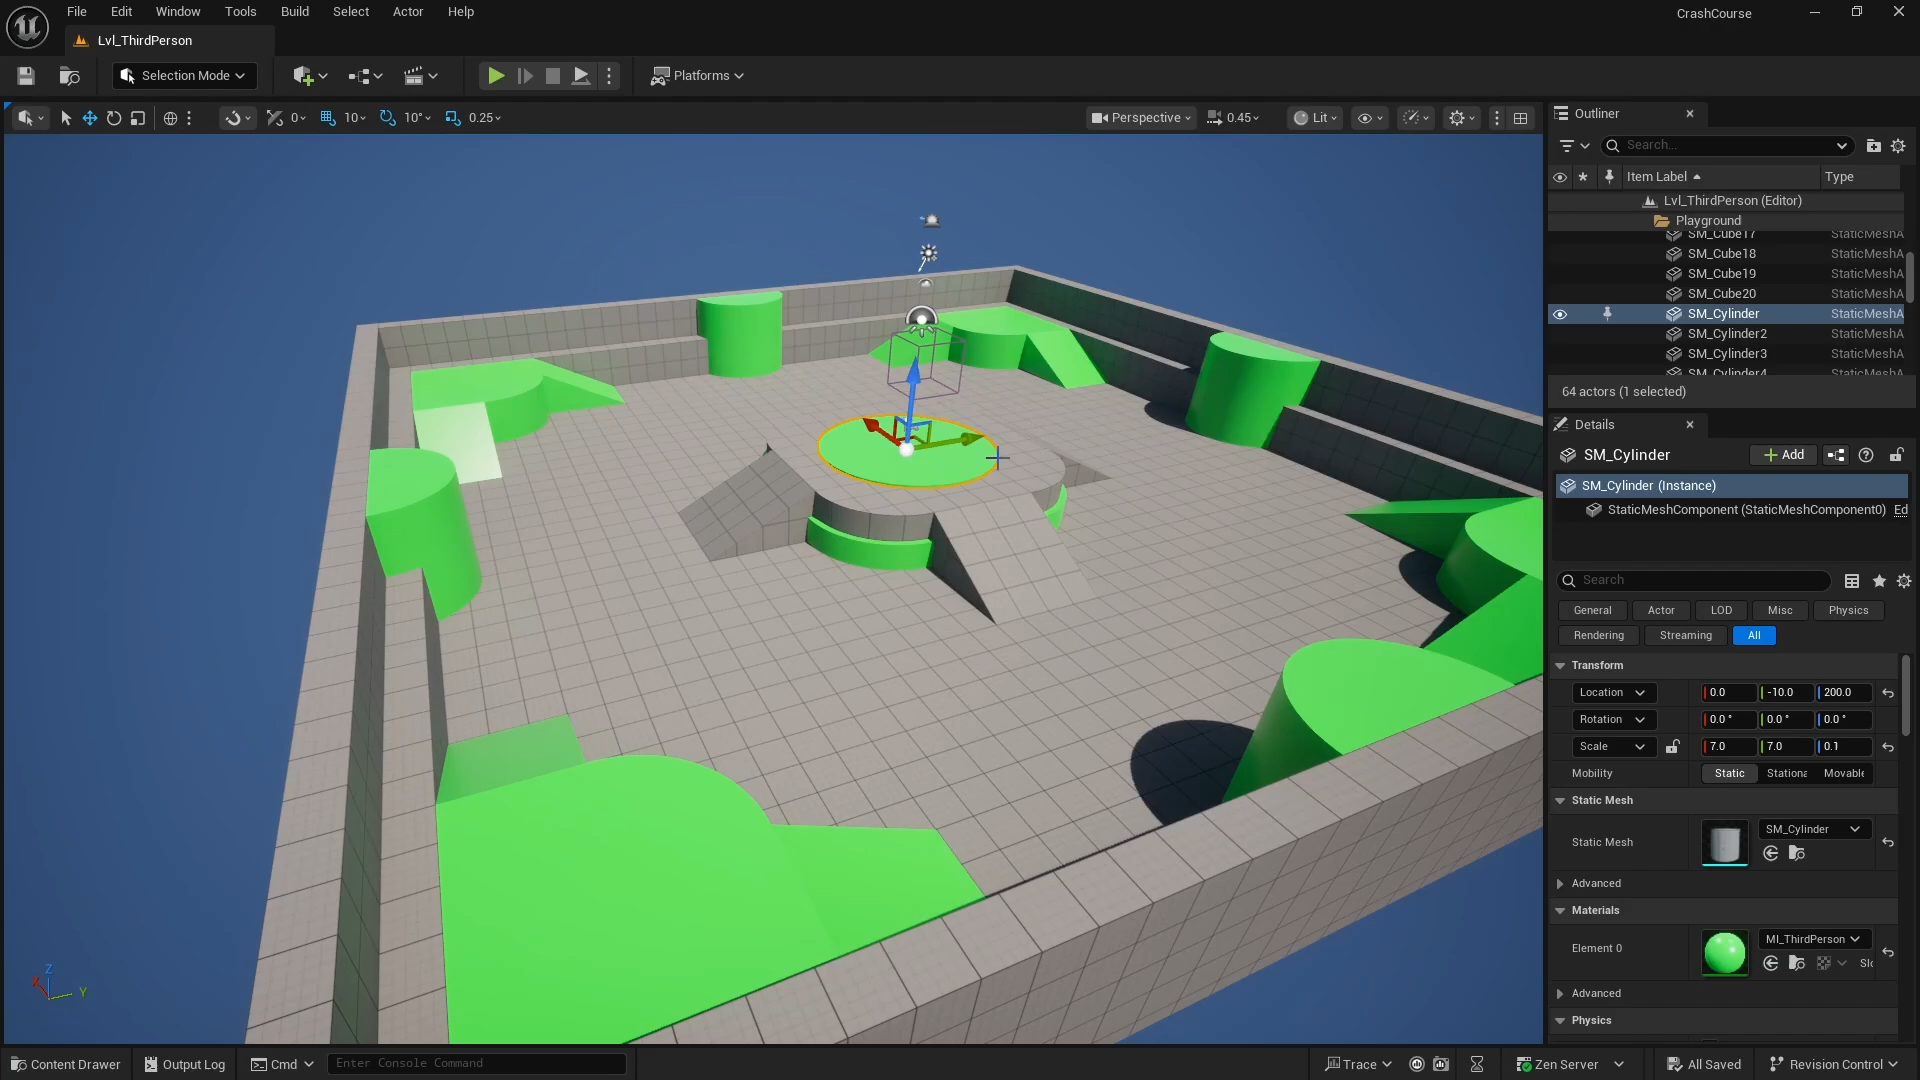 File Edit Window Tools Build Select Actor Help
CrashCourse
Lvl_ThirdPerson
Selection Mode
Platforms
0 10 10° 0.25
Perspective 0.45 Lit
Outliner
Search...
Item Label Type
Lvl_ThirdPerson (Editor)
Playground
SM_Cube17 StaticMeshA
SM_Cube18 StaticMeshA
SM_Cube19 StaticMeshA
SM_Cube20 StaticMeshA
SM_Cylinder StaticMeshA
SM_Cylinder2 StaticMeshA
SM_Cylinder3 StaticMeshA
SM_Cylinder4 StaticMeshA
64 actors (1 selected)
Details
SM_Cylinder Add
SM_Cylinder (Instance)
StaticMeshComponent (StaticMeshComponent0) Ed
Search
General Actor LOD Misc Physics
Rendering Streaming All
Transform
Location 0.0 -10.0 200.0
Rotation 0.0 ° 0.0 ° 0.0 °
Scale 7.0 7.0 0.1
Mobility Static Stationa Movable
Static Mesh
SM_Cylinder
Static Mesh
Advanced
Materials
MI_ThirdPerson
Element 0
Slo
Advanced
Physics
X Y Z
Content Drawer Output Log Cmd Enter Console Command Trace Zen Server All Saved Revision Control